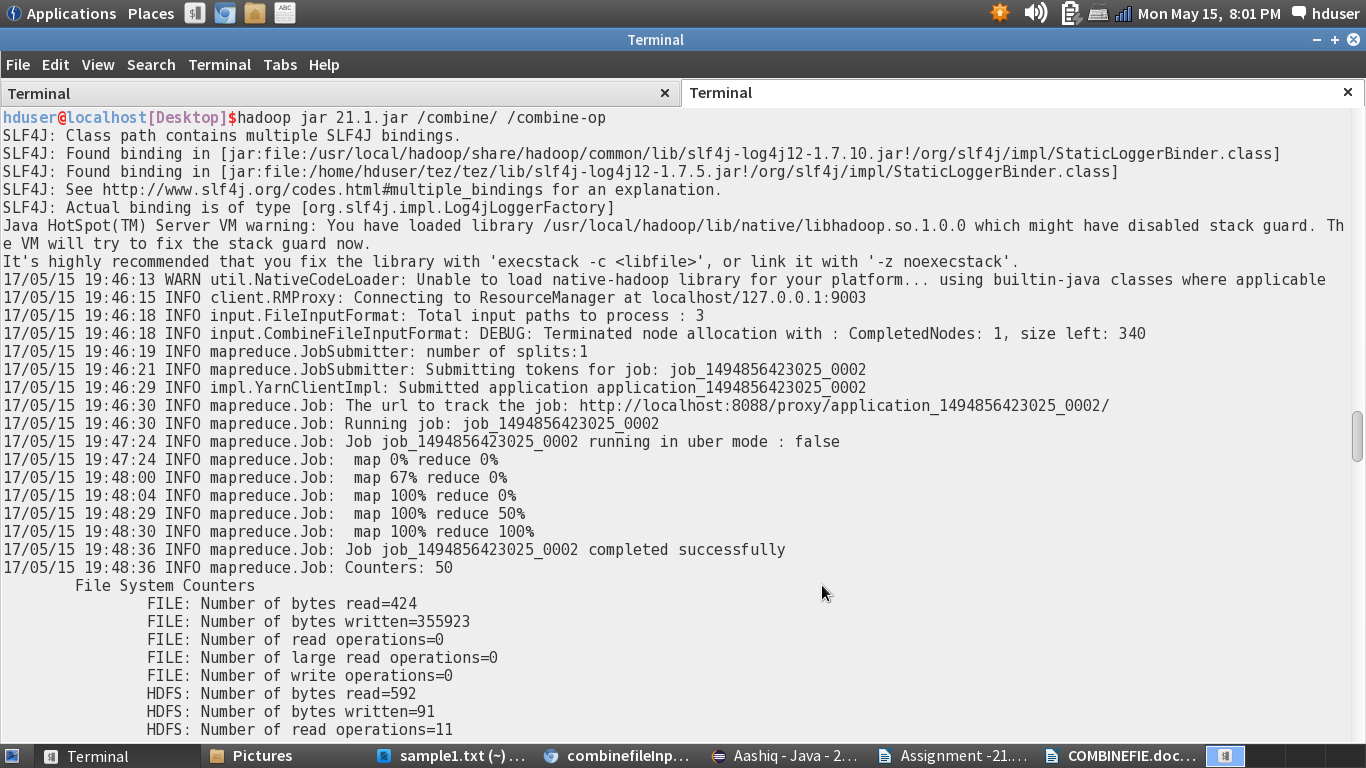 Applications Places Mon May 15, 8:01 PM hduser
Terminal
File Edit View Search Terminal Tabs Help
Terminal Terminal
hduser@localhost[Desktop]$hadoop jar 21.1.jar /combine/ /combine-op
SLF4J: Class path contains multiple SLF4J bindings.
SLF4J: Found binding in [jar:file:/usr/local/hadoop/share/hadoop/common/lib/slf4j-log4j12-1.7.10.jar!/org/slf4j/impl/StaticLoggerBinder.class]
SLF4J: Found binding in [jar:file:/home/hduser/tez/tez/lib/slf4j-log4j12-1.7.5.jar!/org/slf4j/impl/StaticLoggerBinder.class]
SLF4J: See http://www.slf4j.org/codes.html#multiple_bindings for an explanation.
SLF4J: Actual binding is of type [org.slf4j.impl.Log4jLoggerFactory]
Java HotSpot(TM) Server VM warning: You have loaded library /usr/local/hadoop/lib/native/libhadoop.so.1.0.0 which might have disabled stack guard. Th
e VM will try to fix the stack guard now.
It's highly recommended that you fix the library with 'execstack -c <libfile>', or link it with '-z noexecstack'.
17/05/15 19:46:13 WARN util.NativeCodeLoader: Unable to load native-hadoop library for your platform... using builtin-java classes where applicable
17/05/15 19:46:15 INFO client.RMProxy: Connecting to ResourceManager at localhost/127.0.0.1:9003
17/05/15 19:46:18 INFO input.FileInputFormat: Total input paths to process : 3
17/05/15 19:46:18 INFO input.CombineFileInputFormat: DEBUG: Terminated node allocation with : CompletedNodes: 1, size left: 340
17/05/15 19:46:19 INFO mapreduce.JobSubmitter: number of splits:1
17/05/15 19:46:21 INFO mapreduce.JobSubmitter: Submitting tokens for job: job_1494856423025_0002
17/05/15 19:46:29 INFO impl.YarnClientImpl: Submitted application application_1494856423025_0002
17/05/15 19:46:30 INFO mapreduce.Job: The url to track the job: http://localhost:8088/proxy/application_1494856423025_0002/
17/05/15 19:46:30 INFO mapreduce.Job: Running job: job_1494856423025_0002
17/05/15 19:47:24 INFO mapreduce.Job: Job job_1494856423025_0002 running in uber mode : false
17/05/15 19:47:24 INFO mapreduce.Job:  map 0% reduce 0%
17/05/15 19:48:00 INFO mapreduce.Job:  map 67% reduce 0%
17/05/15 19:48:04 INFO mapreduce.Job:  map 100% reduce 0%
17/05/15 19:48:29 INFO mapreduce.Job:  map 100% reduce 50%
17/05/15 19:48:30 INFO mapreduce.Job:  map 100% reduce 100%
17/05/15 19:48:36 INFO mapreduce.Job: Job job_1494856423025_0002 completed successfully
17/05/15 19:48:36 INFO mapreduce.Job: Counters: 50
File System Counters
FILE: Number of bytes read=424
FILE: Number of bytes written=355923
FILE: Number of read operations=0
FILE: Number of large read operations=0
FILE: Number of write operations=0
HDFS: Number of bytes read=592
HDFS: Number of bytes written=91
HDFS: Number of read operations=11
Terminal Pictures sample1.txt (~) ... combinefileInp... Aashiq - Java - 2... Assignment -21.... COMBINEFIE.doc...